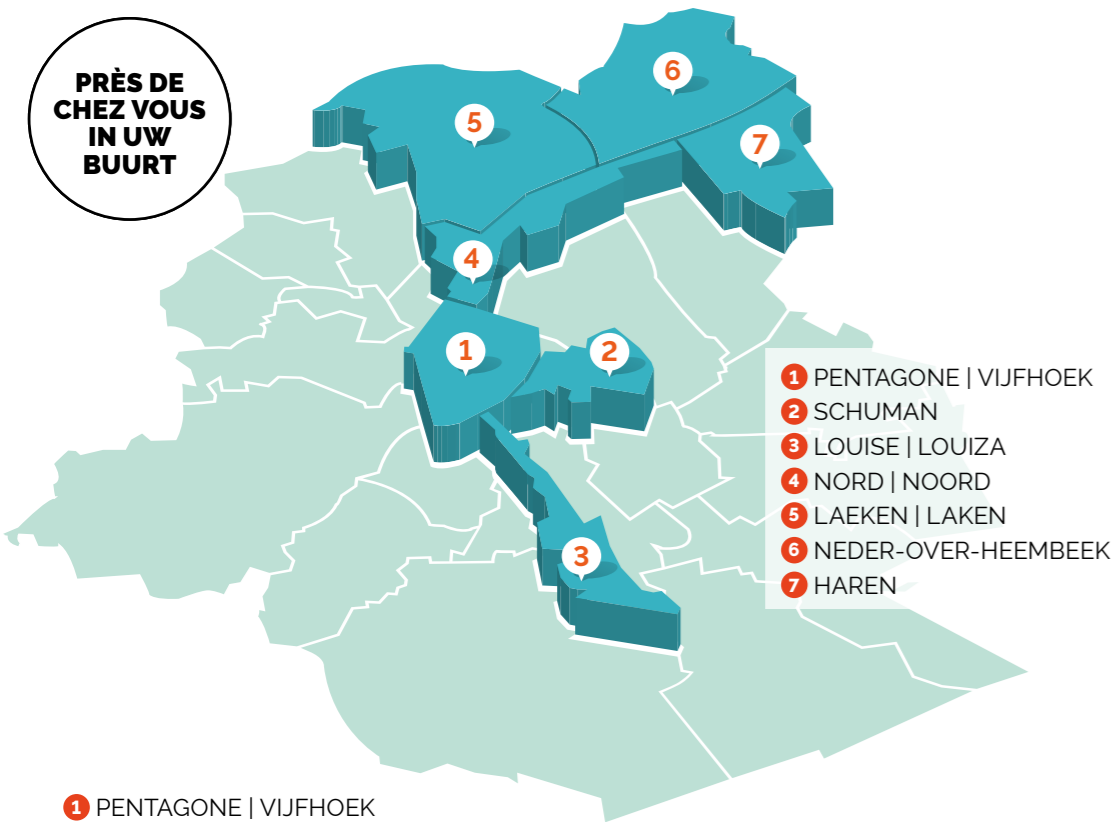 PRÈS DE
CHEZ VOUS
IN UW
BUURT
6
5
7
4
1
2
3
1 PENTAGONE | VIJFHOEK
2 SCHUMAN
3 LOUISE | LOUIZA
4 NORD | NOORD
5 LAEKEN | LAKEN
6 NEDER-OVER-HEEMBEEK
7 HAREN
1 PENTAGONE | VIJFHOEK